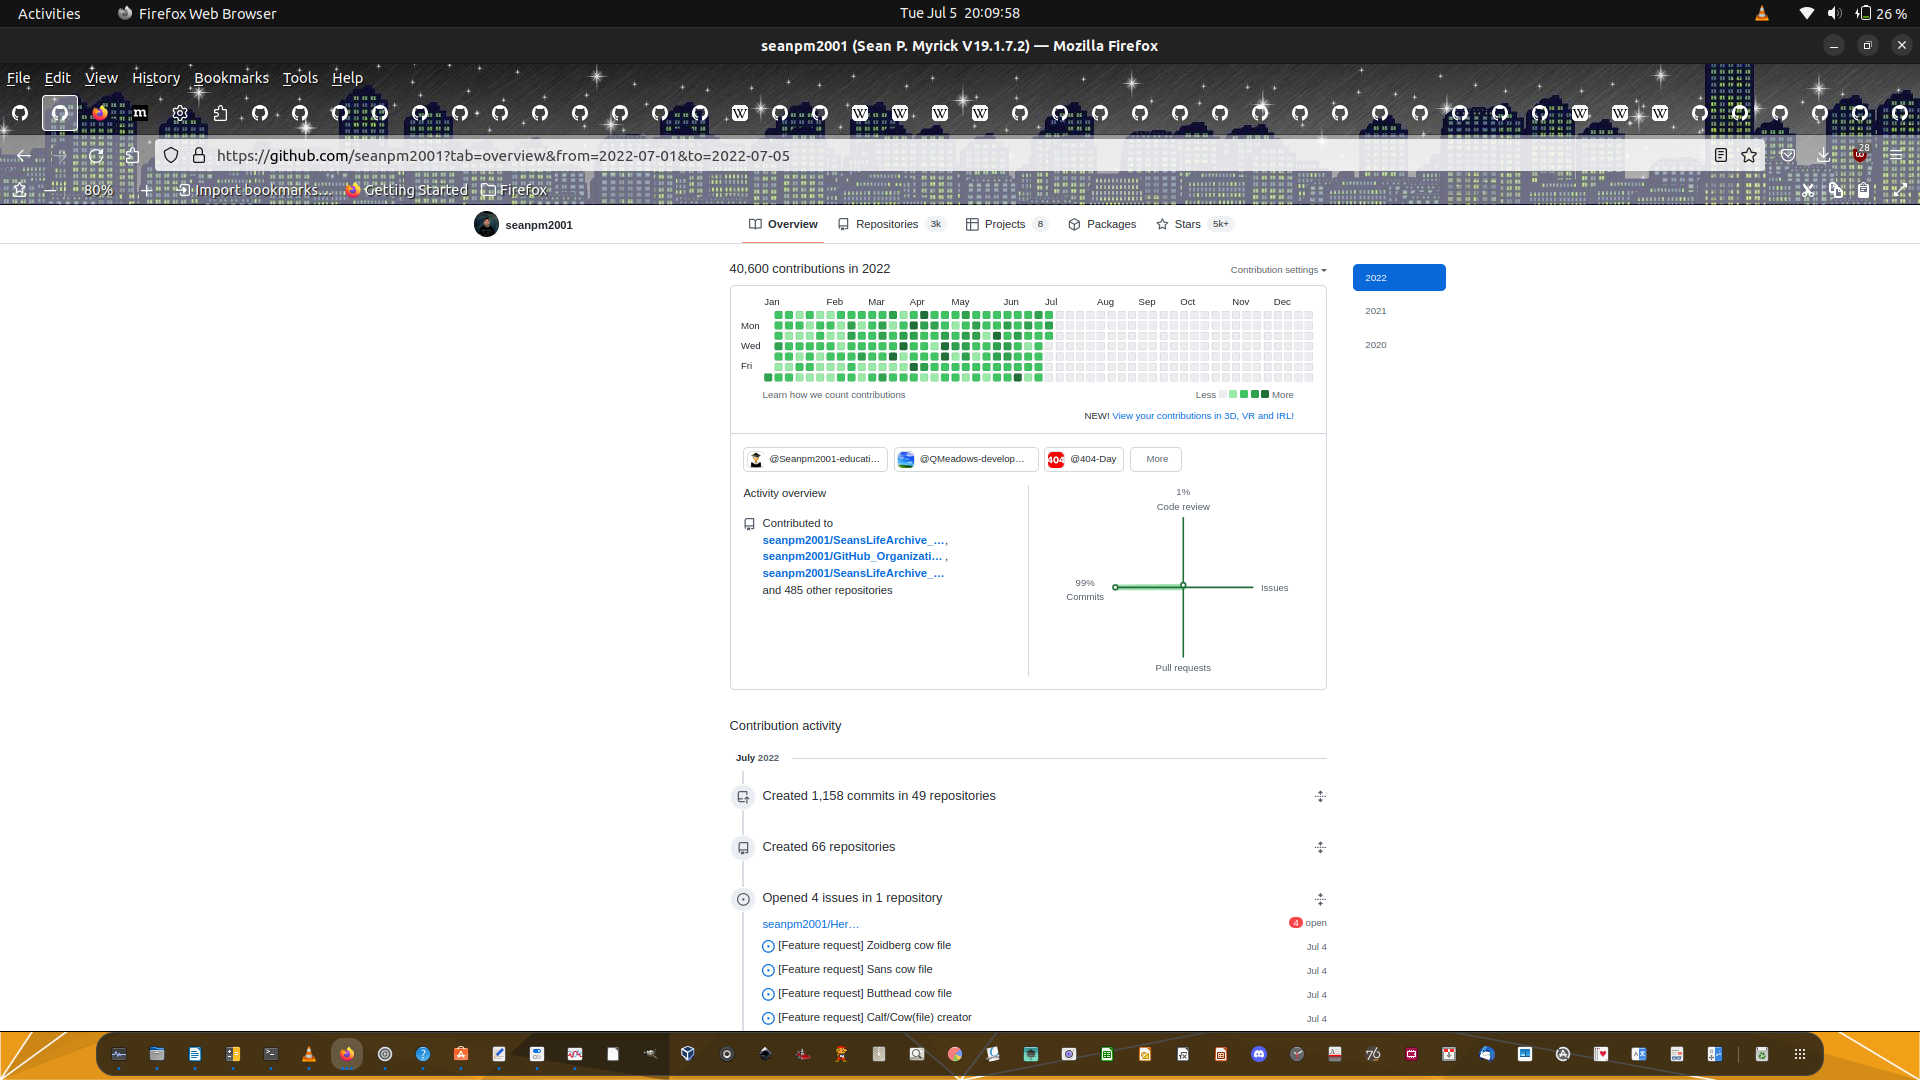 Activities
Firefox Web Browser
Tue Jul 5 20:09:58
26 %
seanpm2001 (Sean P. Myrick V19.1.7.2) — Mozilla Firefox
File Edit View History Bookmarks Tools Help
https://github.com/seanpm2001?tab=overview&from=2022-07-01&to=2022-07-05
28
80%
Import bookmarks...
Getting Started
Firefox
seanpm2001
Overview
Repositories 3k
Projects 8
Packages
Stars 5k+
40,600 contributions in 2022
Contribution settings
2022
2021
2020
Jan Feb Mar Apr May Jun Jul Aug Sep Oct Nov Dec
Mon
Wed
Fri
Learn how we count contributions
Less
More
NEW! View your contributions in 3D, VR and IRL!
@Seanpm2001-educati…
@QMeadows-develop…
404 @404-Day
More
Activity overview
Contributed to
seanpm2001/SeansLifeArchive_…,
seanpm2001/GitHub_Organizati… ,
seanpm2001/SeansLifeArchive_…
and 485 other repositories
1%
Code review
99%
Commits
Issues
Pull requests
Contribution activity
July 2022
Created 1,158 commits in 49 repositories
Created 66 repositories
Opened 4 issues in 1 repository
seanpm2001/Her…
4 open
[Feature request] Zoidberg cow file
Jul 4
[Feature request] Sans cow file
Jul 4
[Feature request] Butthead cow file
Jul 4
[Feature request] Calf/Cow(file) creator
Jul 4